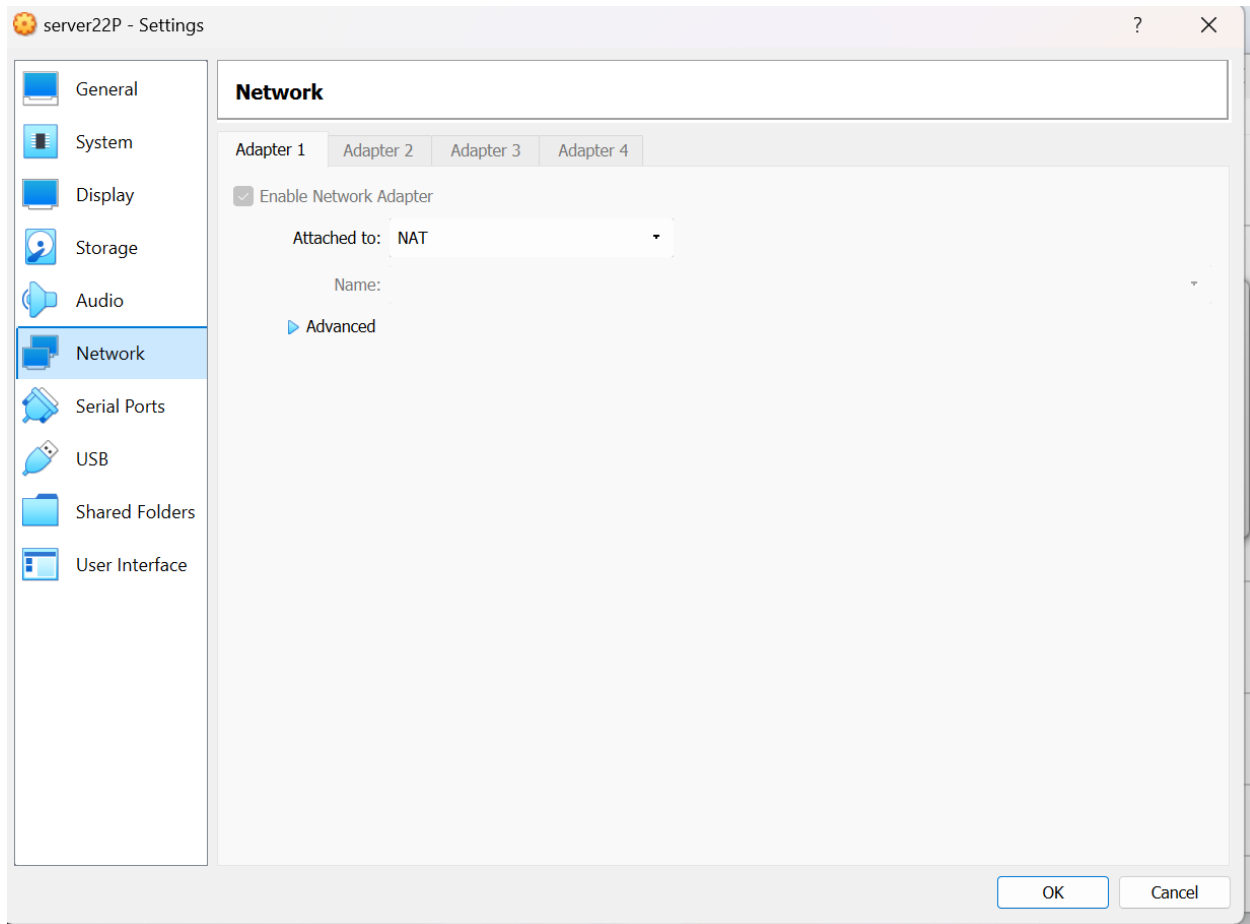 server22P - Settings
?
General
System
Display
Storage
Audio
Network
Serial Ports
USB
Shared Folders
User Interface
Network
Adapter 1 Adapter 2 Adapter 3 Adapter 4
Enable Network Adapter
Attached to: NAT
Name:
Advanced
OK Cancel